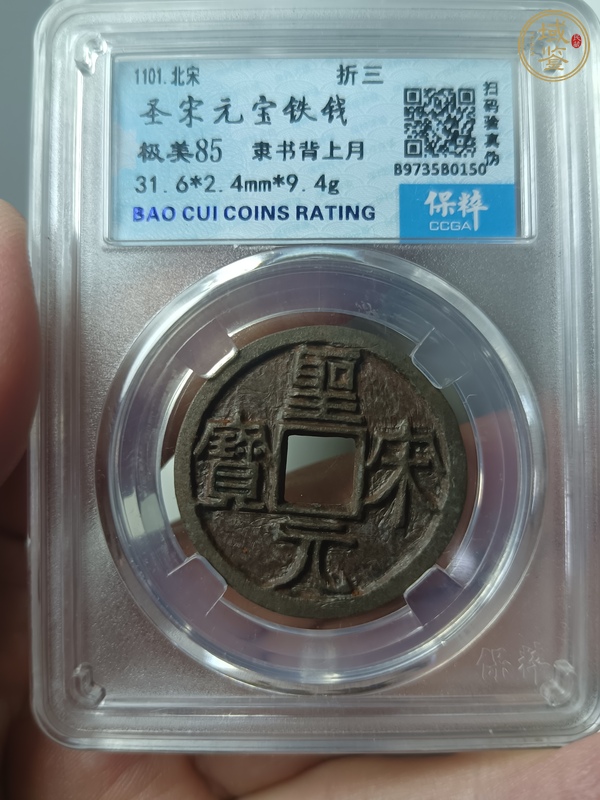 1101.北宋 折三
圣宋元宝铁钱
极美85 隶书背上月
31.6*2.4mm*9.4g
BAO CUI COINS RATING
扫码验真伪
B9735B0150
保粹
CCGA
聖
寶 宋
元
保粹